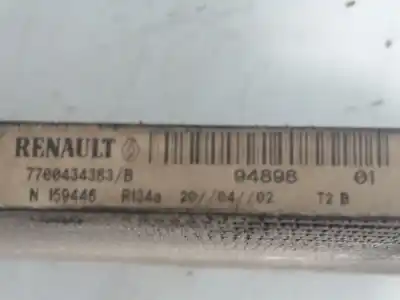 RENAULT
7700434383/B 94898 01
N 159446 R134a 20//04//02 T2 B